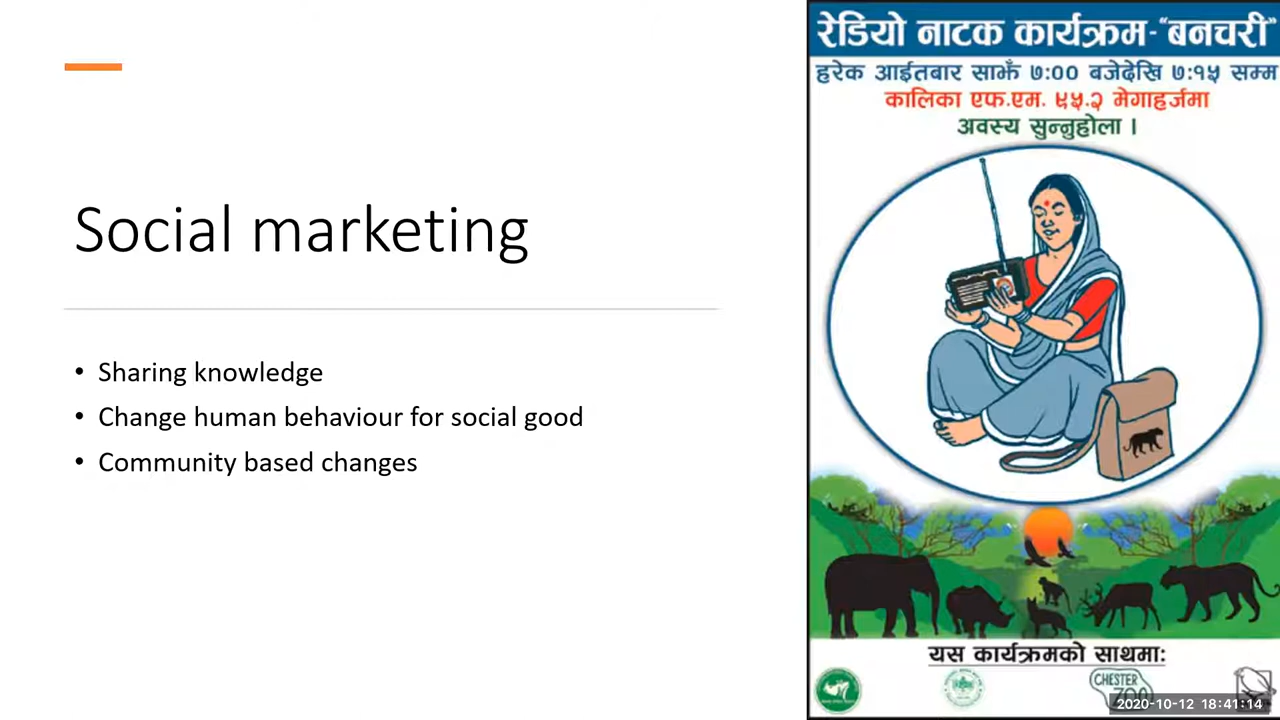 Social marketing
• Sharing knowledge
• Change human behaviour for social good
• Community based changes
रेडियो नाटक कार्यक्रम-"बनचरी"
हरेक आईतबार साझँ ७:०० बजेदेखि ७:१५ सम्म
कालिका एफ.एम. ९५.२ मेगाहर्जमा
अवस्य सुन्नुहोला ।
यस कार्यक्रमको साथमा:
CHESTER
ZOO
2020-10-12 18:41:14